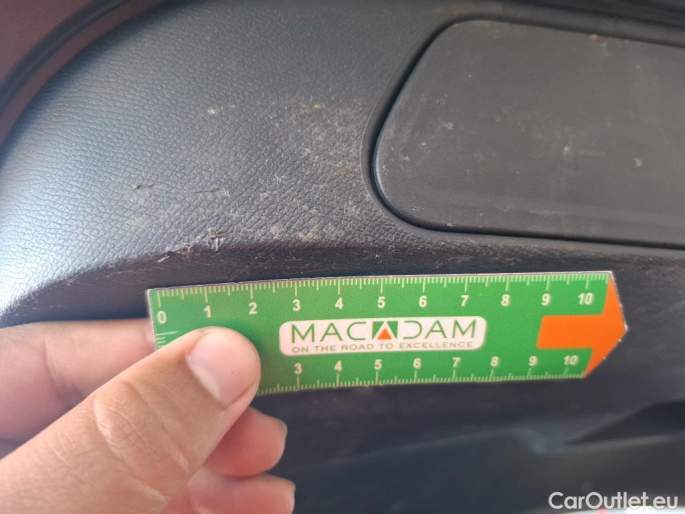 0 1 2 3 4 5 6 7 8 9 10
MACADAM
ON THE ROAD TO EXCELLENCE
3 4 5 6 7 8 9 10
CarOutlet.eu